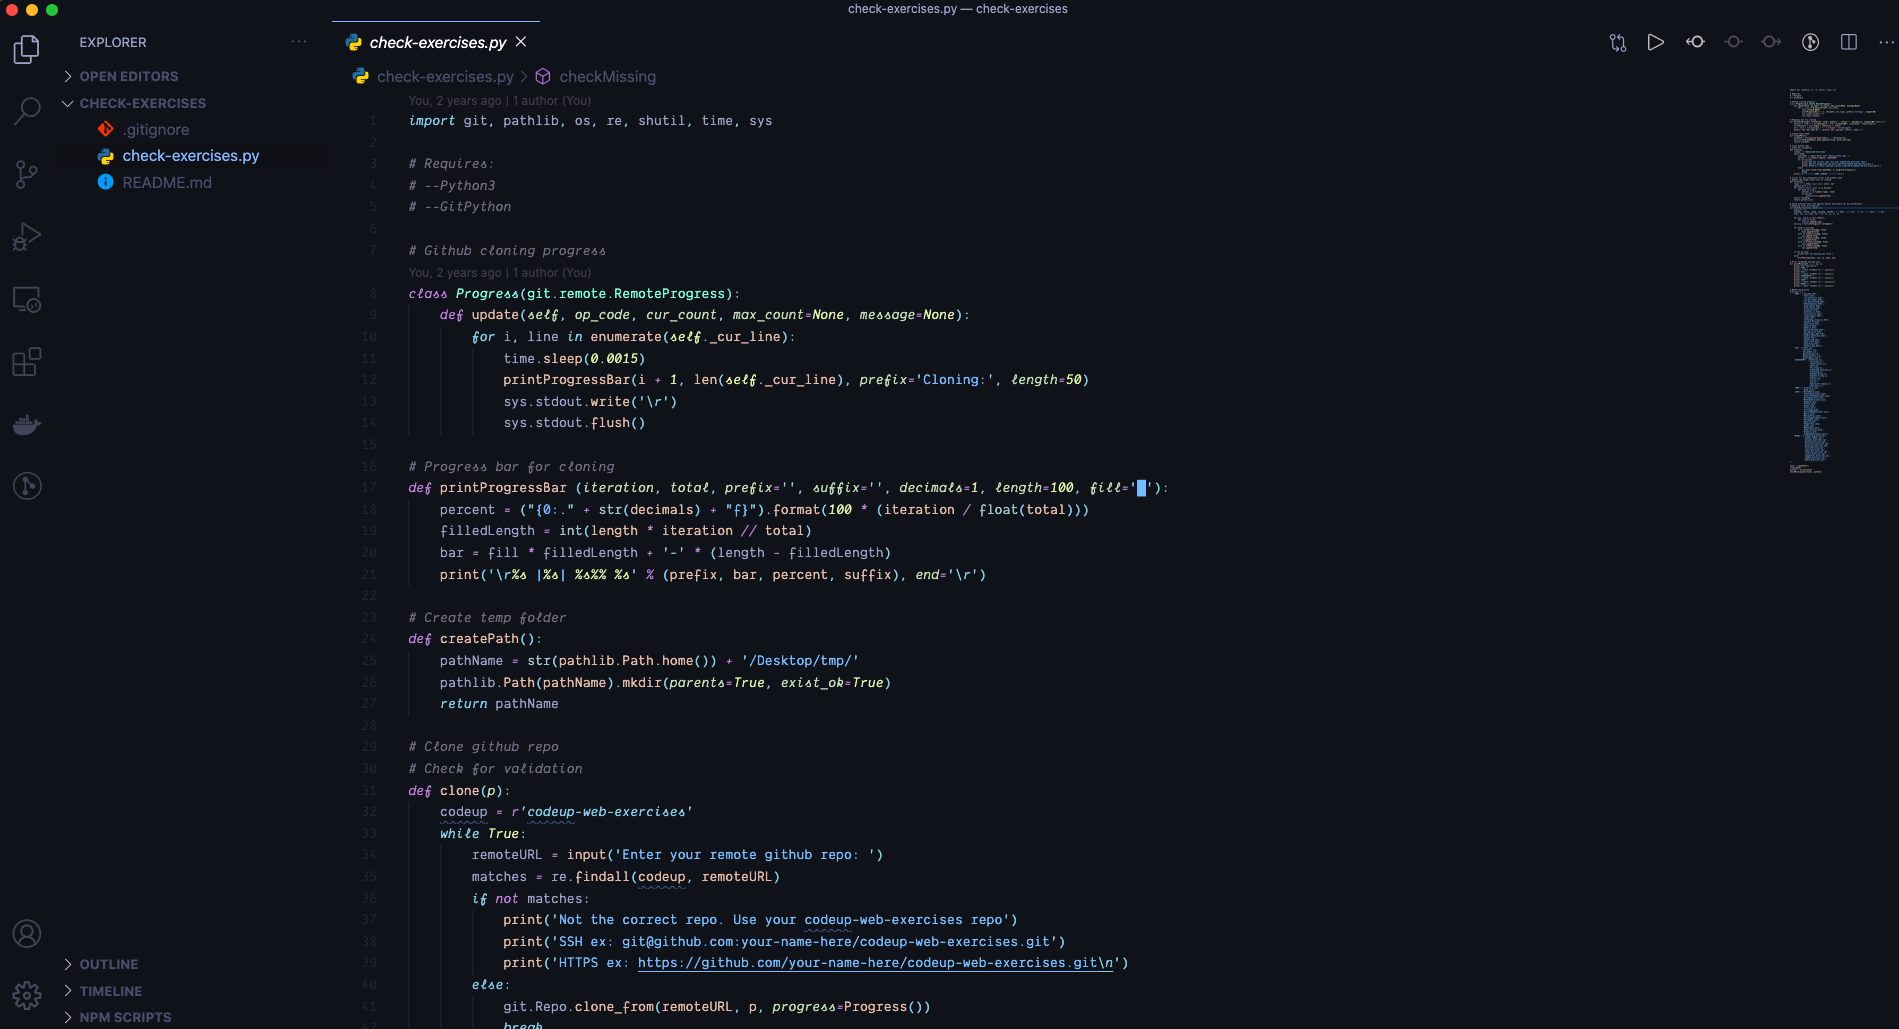 check-exercises.py — check-exercises
EXPLORER
OPEN EDITORS
CHECK-EXERCISES
.gitignore
check-exercises.py
README.md
OUTLINE
TIMELINE
NPM SCRIPTS
check-exercises.py
check-exercises.py > checkMissing
You, 2 years ago | 1 author (You)
1 import git, pathlib, os, re, shutil, time, sys
2
3 # Requires:
4 # --Python3
5 # --GitPython
6
7 # Github cloning progress
You, 2 years ago | 1 author (You)
8 class Progress(git.remote.RemoteProgress):
9 def update(self, op_code, cur_count, max_count=None, message=None):
10 for i, line in enumerate(self._cur_line):
11 time.sleep(0.0015)
12 printProgressBar(i + 1, len(self._cur_line), prefix='Cloning:', length=50)
13 sys.stdout.write('\r')
14 sys.stdout.flush()
15
16 # Progress bar for cloning
17 def printProgressBar (iteration, total, prefix='', suffix='', decimals=1, length=100, fill='█'):
18 percent = ("{0:." + str(decimals) + "f}").format(100 * (iteration / float(total)))
19 filledLength = int(length * iteration // total)
20 bar = fill * filledLength + '-' * (length - filledLength)
21 print('\r%s |%s| %s%% %s' % (prefix, bar, percent, suffix), end='\r')
22
23 # Create temp folder
24 def createPath():
25 pathName = str(pathlib.Path.home()) + '/Desktop/tmp/'
26 pathlib.Path(pathName).mkdir(parents=True, exist_ok=True)
27 return pathName
28
29 # Clone github repo
30 # Check for validation
31 def clone(p):
32 codeup = r'codeup-web-exercises'
33 while True:
34 remoteURL = input('Enter your remote github repo: ')
35 matches = re.findall(codeup, remoteURL)
36 if not matches:
37 print('Not the correct repo. Use your codeup-web-exercises repo')
38 print('SSH ex: git@github.com:your-name-here/codeup-web-exercises.git')
39 print('HTTPS ex: https://github.com/your-name-here/codeup-web-exercises.git\n')
40 else:
41 git.Repo.clone_from(remoteURL, p, progress=Progress())
42 break